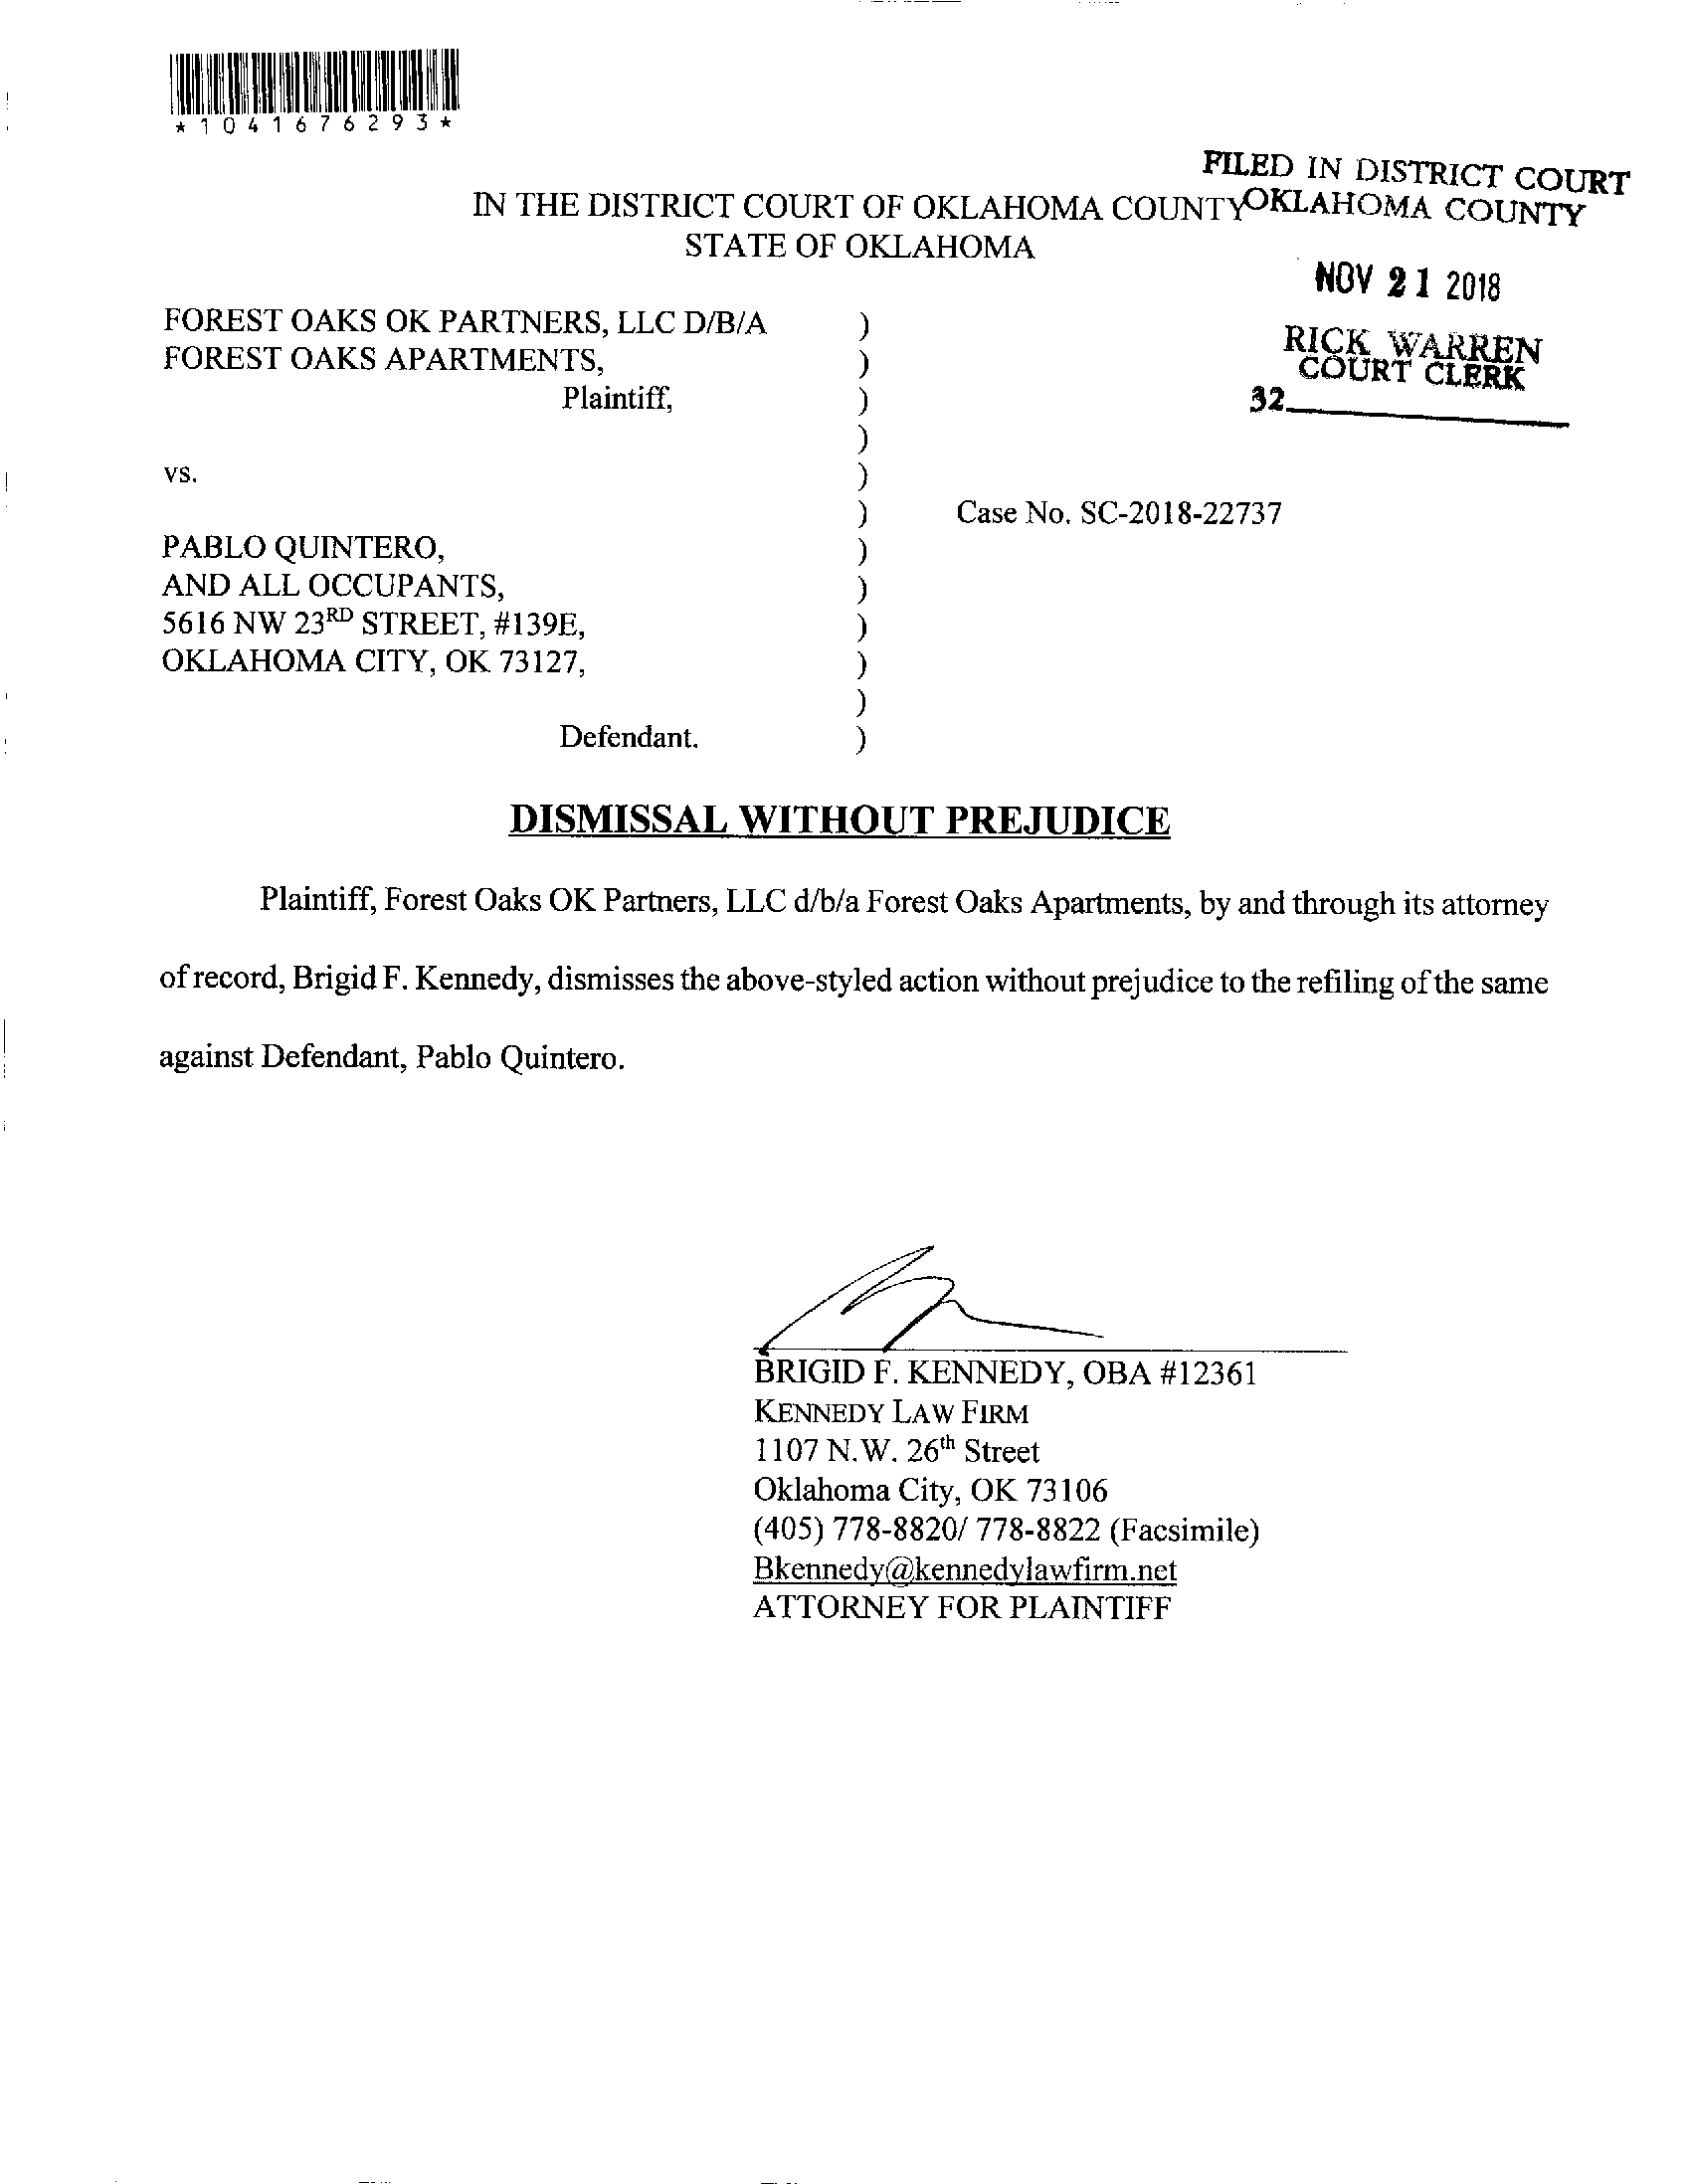 *1041676293*
FILED IN DISTRICT COURT
OKLAHOMA COUNTY
NOV 21 2018
RICK WARREN
COURT CLERK
32
IN THE DISTRICT COURT OF OKLAHOMA COUNTY
STATE OF OKLAHOMA
FOREST OAKS OK PARTNERS, LLC D/B/A )
FOREST OAKS APARTMENTS, )
Plaintiff, )
)
vs. )
) Case No. SC-2018-22737
PABLO QUINTERO, )
AND ALL OCCUPANTS, )
5616 NW 23RD STREET, #139E, )
OKLAHOMA CITY, OK 73127, )
)
Defendant. )
DISMISSAL WITHOUT PREJUDICE
Plaintiff, Forest Oaks OK Partners, LLC d/b/a Forest Oaks Apartments, by and through its attorney
of record, Brigid F. Kennedy, dismisses the above-styled action without prejudice to the refiling of the same
against Defendant, Pablo Quintero.
BRIGID F. KENNEDY, OBA #12361
KENNEDY LAW FIRM
1107 N.W. 26th Street
Oklahoma City, OK 73106
(405) 778-8820/ 778-8822 (Facsimile)
Bkennedy@kennedylawfirm.net
ATTORNEY FOR PLAINTIFF